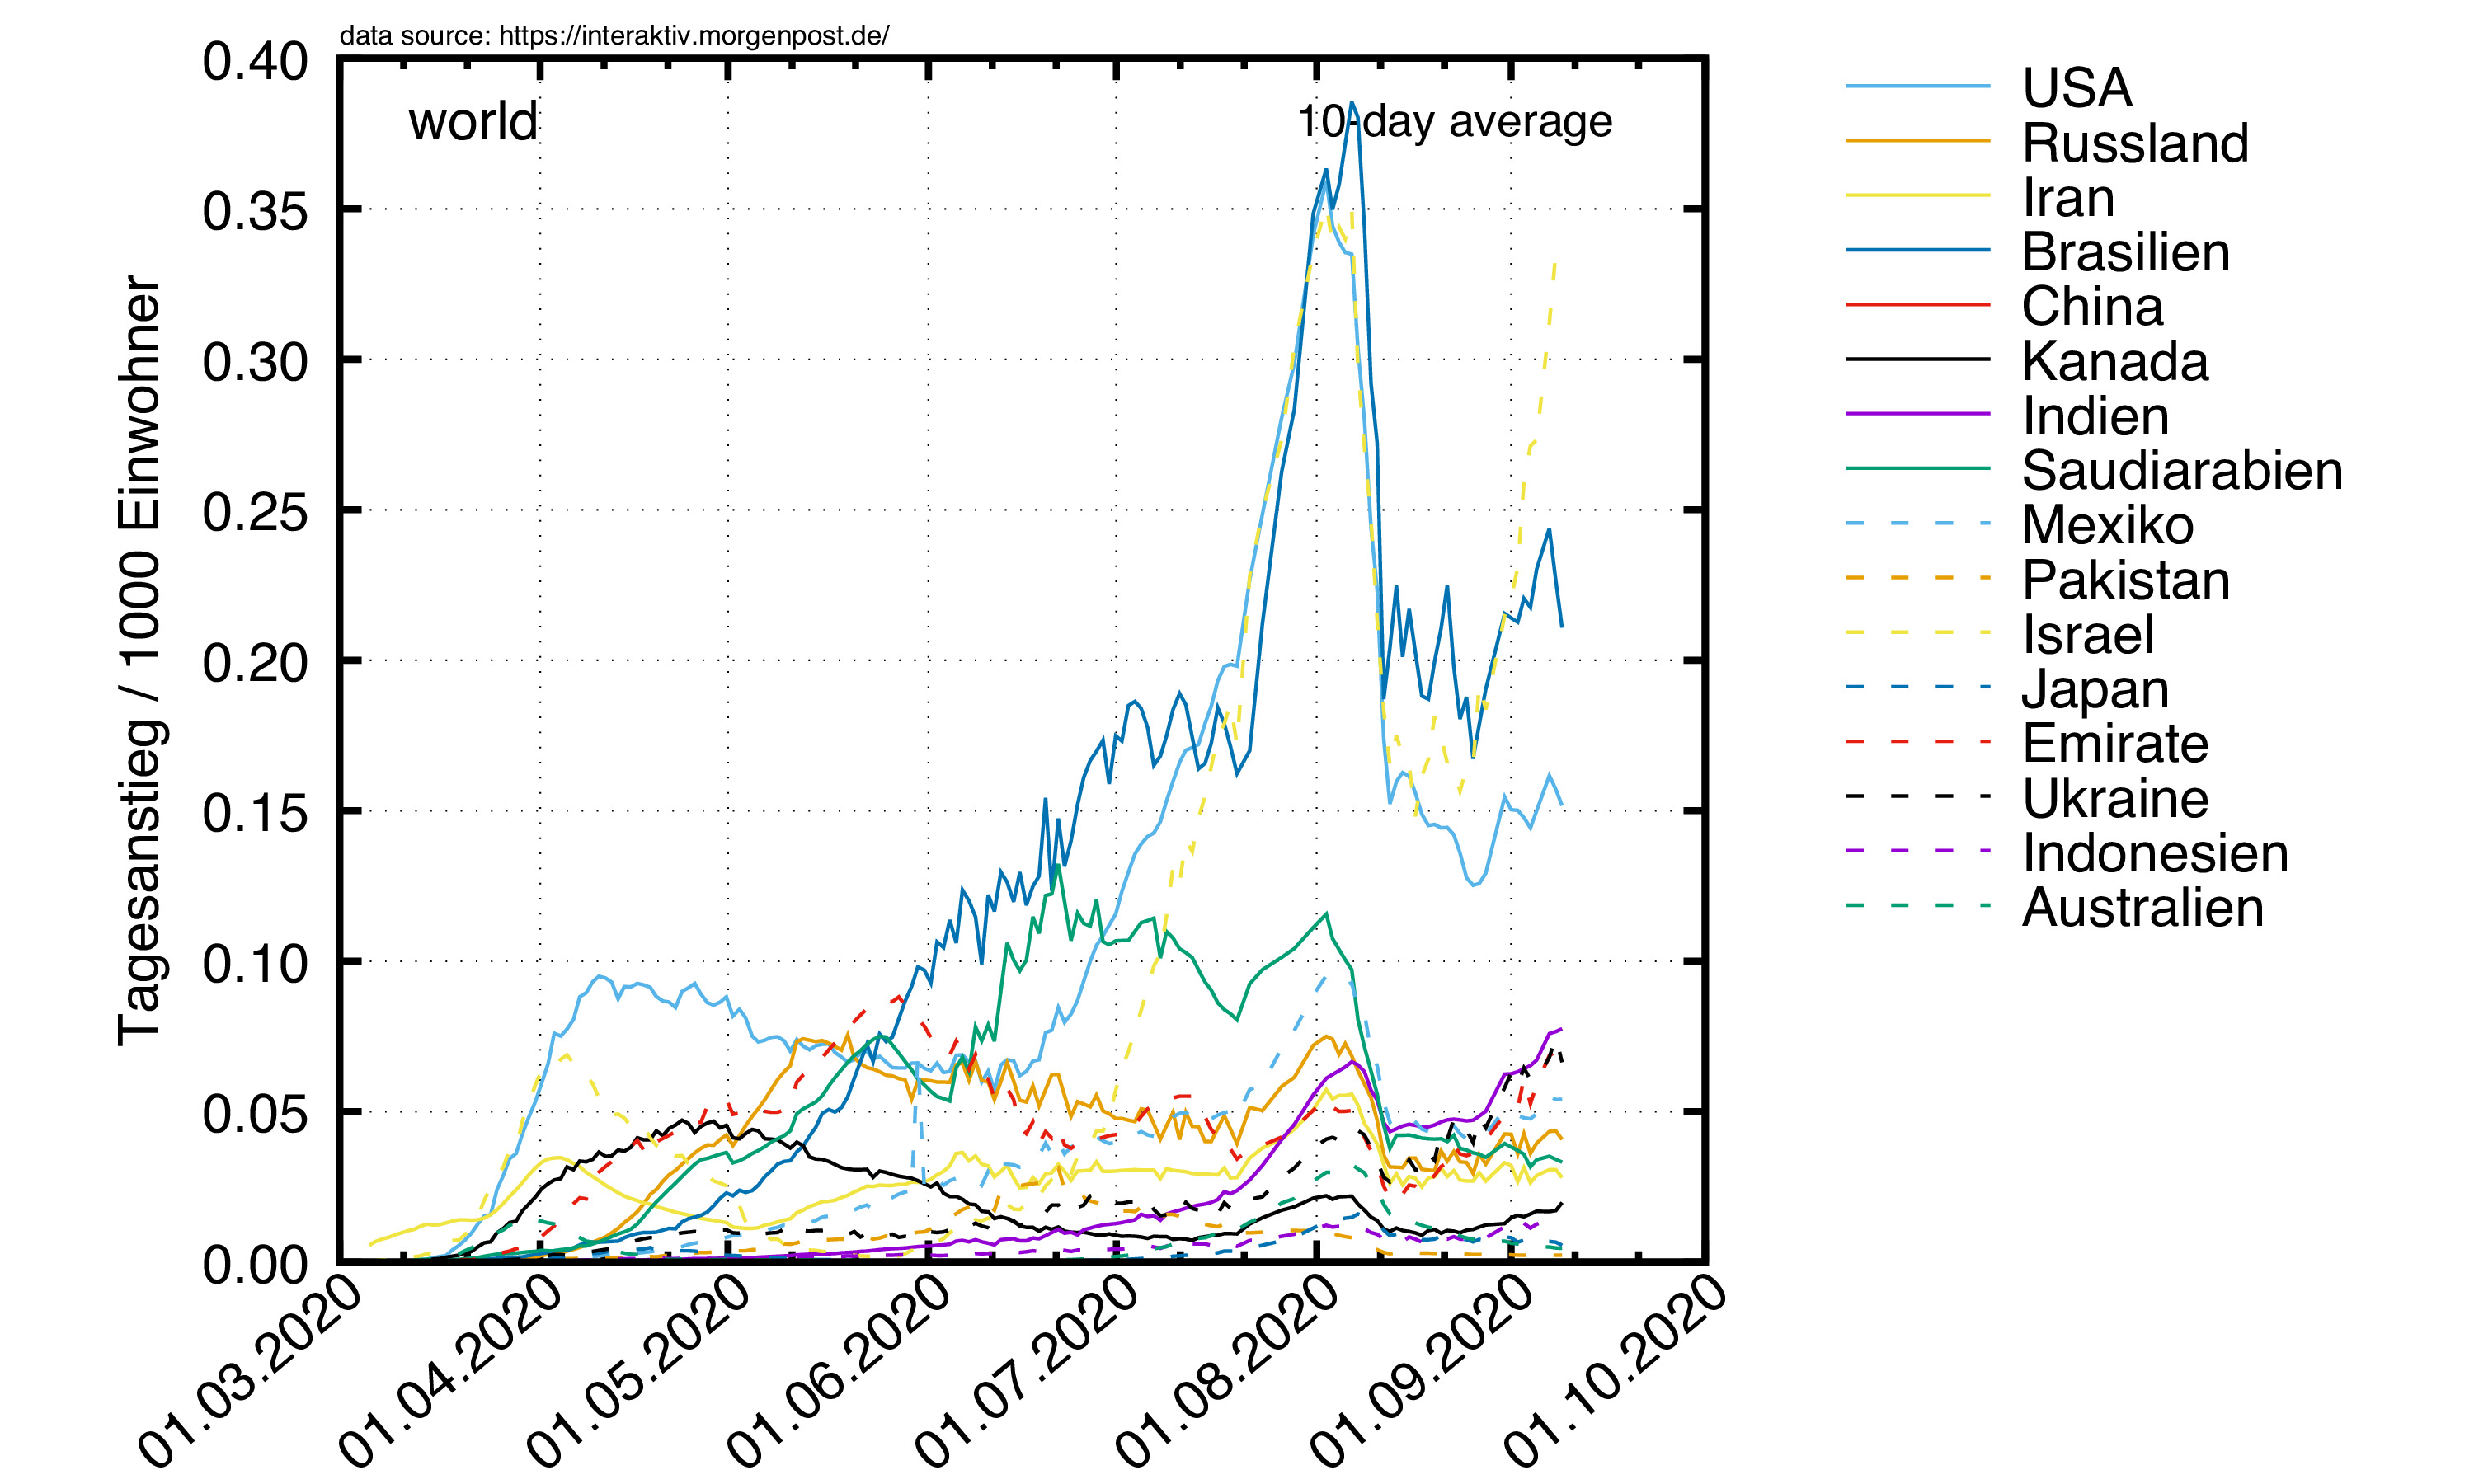 data source: https://interaktiv.morgenpost.de/
world
10-day average
Tagesanstieg / 1000 Einwohner
0.40
0.35
0.30
0.25
0.20
0.15
0.10
0.05
0.00
01.03.2020
01.04.2020
01.05.2020
01.06.2020
01.07.2020
01.08.2020
01.09.2020
01.10.2020
USA
Russland
Iran
Brasilien
China
Kanada
Indien
Saudiarabien
Mexiko
Pakistan
Israel
Japan
Emirate
Ukraine
Indonesien
Australien